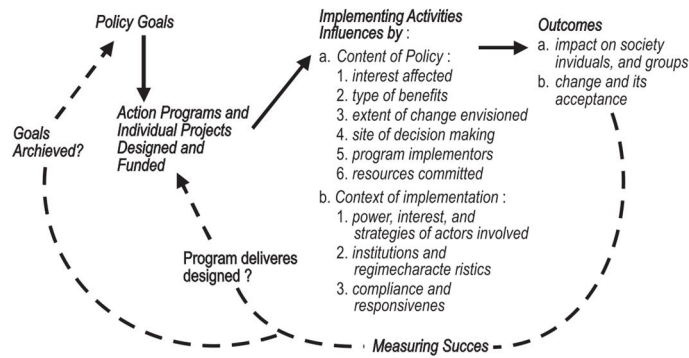 Policy Goals
Action Programs and
Individual Projects
Designed and
Funded
Goals
Archieved?
Program deliveres
designed ?
Implementing Activities
Influences by :
a. Content of Policy :
1. interest affected
2. type of benefits
3. extent of change envisioned
4. site of decision making
5. program implementors
6. resources committed
b. Context of implementation :
1. power, interest, and
strategies of actors involved
2. institutions and
regimecharacte ristics
3. compliance and
responsivenes
Outcomes
a. impact on society
inviduals, and groups
b. change and its
acceptance
Measuring Succes